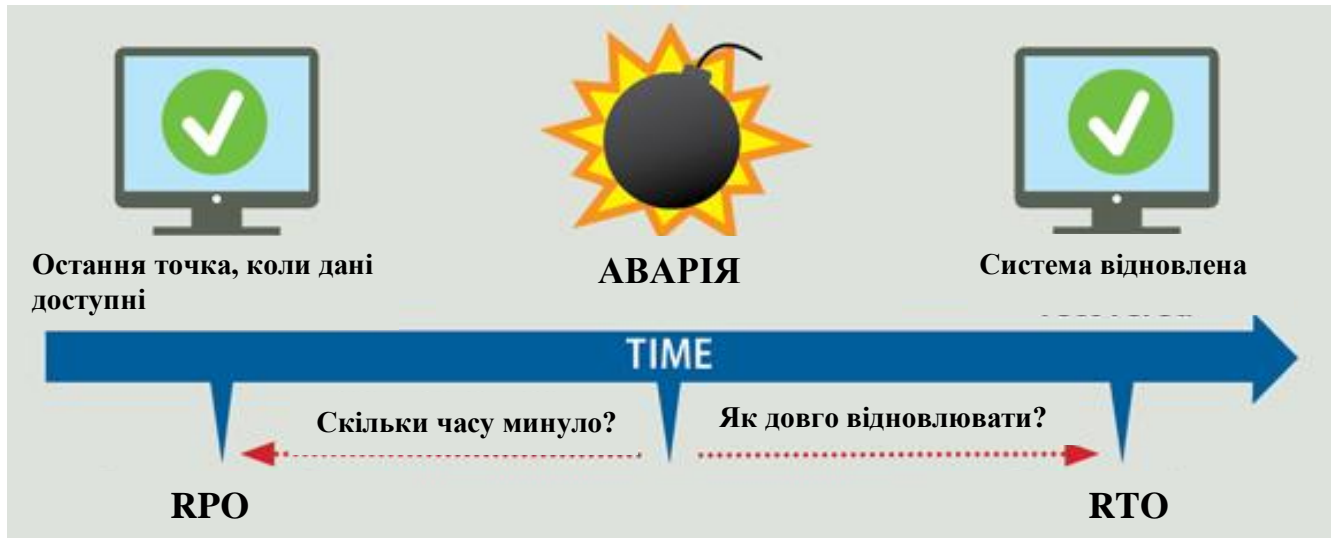 Остання точка, коли дані
доступні
АВАРІЯ
Система відновлена
TIME
Скільки часу минуло?
Як довго відновлювати?
RPO
RTO